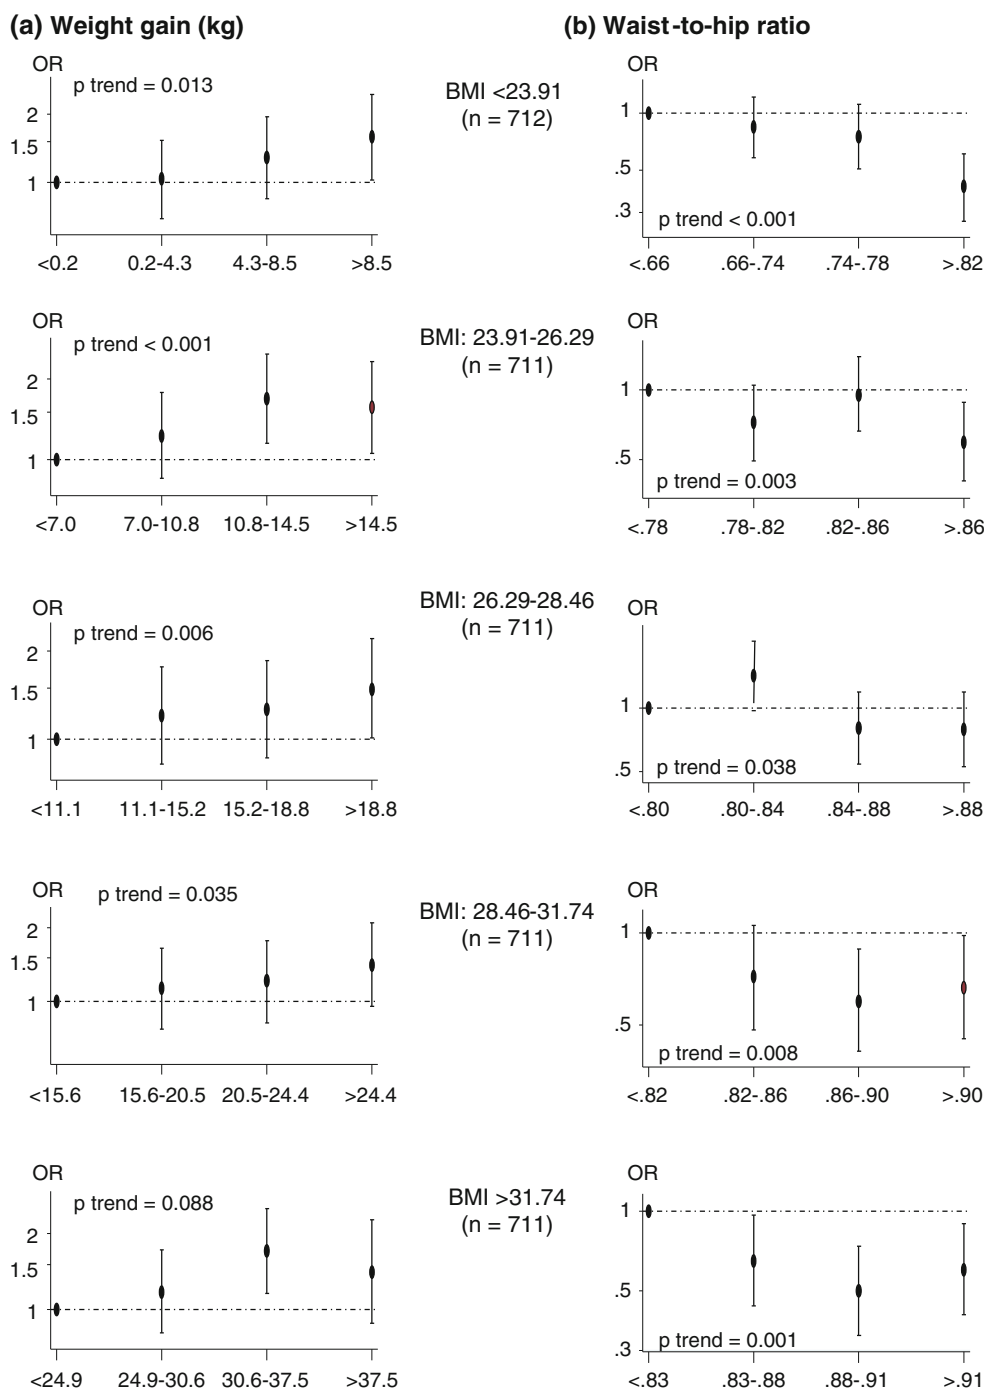 (a) Weight gain (kg)
(b) Waist-to-hip ratio
OR
p trend = 0.013
2
1.5
1
<0.2 0.2-4.3 4.3-8.5 >8.5
BMI <23.91
(n = 712)
OR
1
.5
.3
p trend < 0.001
<.66 .66-.74 .74-.78 >.82
OR
p trend < 0.001
2
1.5
1
<7.0 7.0-10.8 10.8-14.5 >14.5
BMI: 23.91-26.29
(n = 711)
OR
1
.5
p trend = 0.003
<.78 .78-.82 .82-.86 >.86
OR
p trend = 0.006
2
1.5
1
<11.1 11.1-15.2 15.2-18.8 >18.8
BMI: 26.29-28.46
(n = 711)
OR
1
.5
p trend = 0.038
<.80 .80-.84 .84-.88 >.88
OR
p trend = 0.035
2
1.5
1
<15.6 15.6-20.5 20.5-24.4 >24.4
BMI: 28.46-31.74
(n = 711)
OR
1
.5
p trend = 0.008
<.82 .82-.86 .86-.90 >.90
OR
p trend = 0.088
2
1.5
1
<24.9 24.9-30.6 30.6-37.5 >37.5
BMI >31.74
(n = 711)
OR
1
.5
.3
p trend = 0.001
<.83 .83-.88 .88-.91 >.91